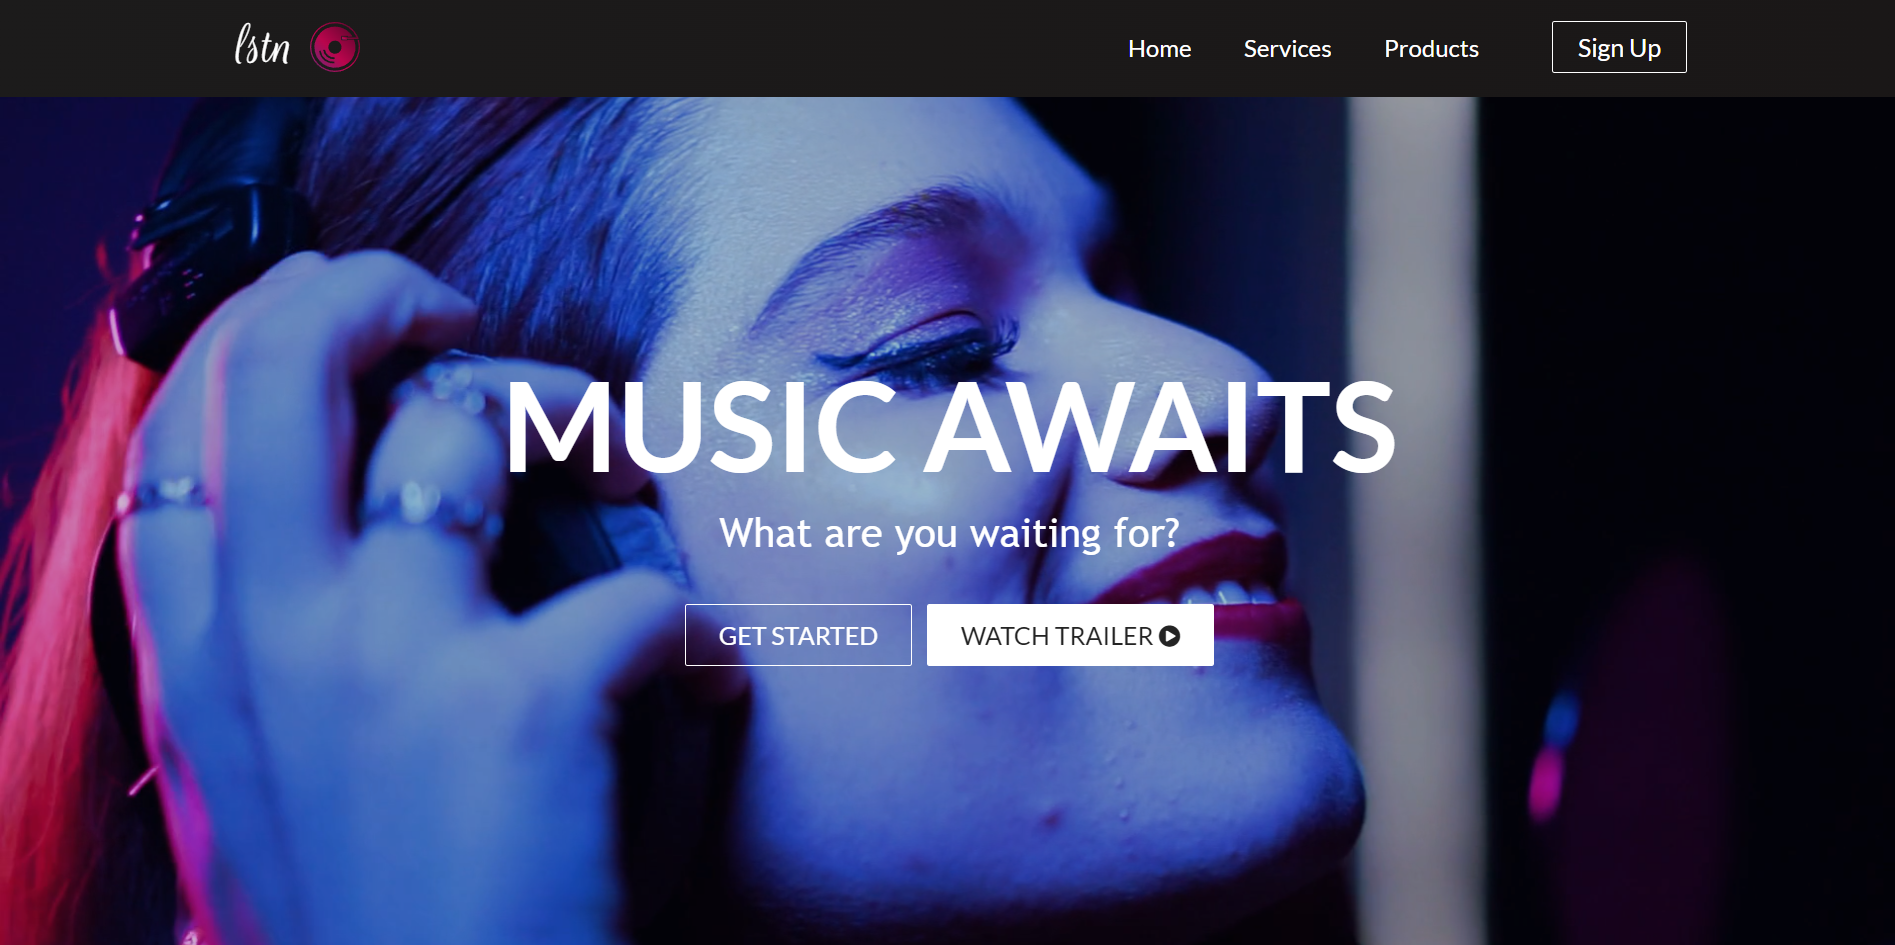 lstn
Home Services Products Sign Up
MUSIC AWAITS
What are you waiting for?
GET STARTED WATCH TRAILER